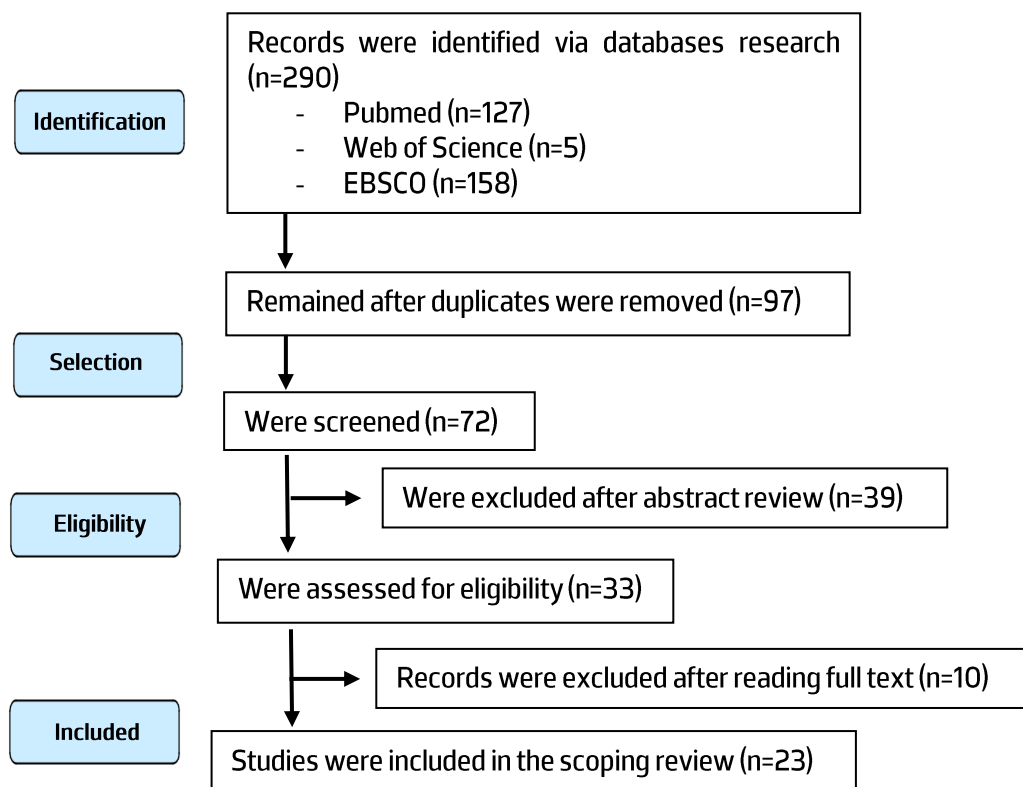 Records were identified via databases research
(n=290)
- Pubmed (n=127)
- Web of Science (n=5)
- EBSCO (n=158)
Identification
Remained after duplicates were removed (n=97)
Selection
Were screened (n=72)
Were excluded after abstract review (n=39)
Eligibility
Were assessed for eligibility (n=33)
Records were excluded after reading full text (n=10)
Included
Studies were included in the scoping review (n=23)